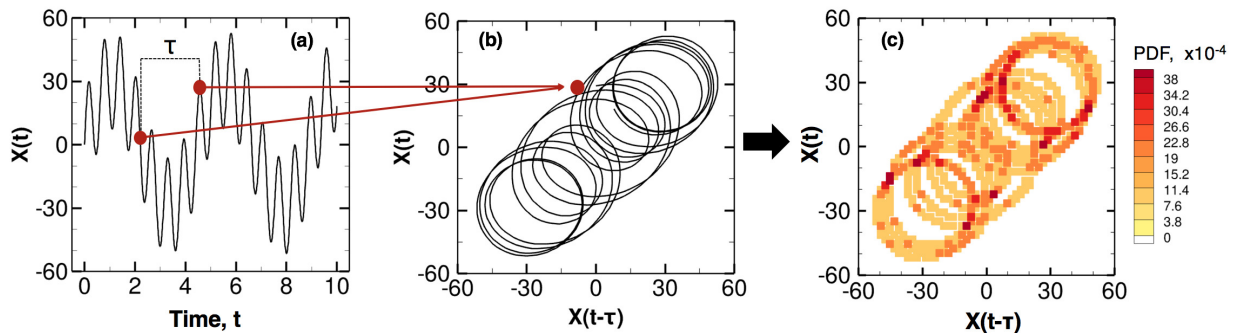 (a)
τ
X(t)
60
30
0
-30
-60
0 2 4 6 8 10
Time, t
(b)
X(t)
60
30
0
-30
-60
-60 -30 0 30 60
X(t-τ)
(c)
X(t)
60
30
0
-30
-60
-60 -30 0 30 60
X(t-τ)
PDF, x10-4
38
34.2
30.4
26.6
22.8
19
15.2
11.4
7.6
3.8
0